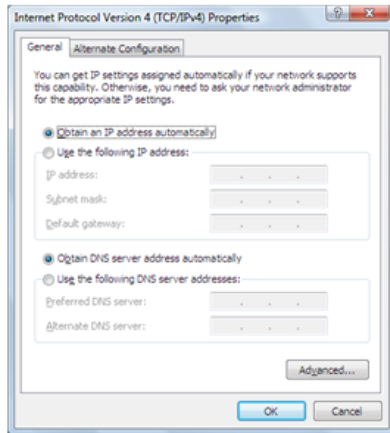 Internet Protocol Version 4 (TCP/IPv4) Properties
General
Alternate Configuration
You can get IP settings assigned automatically if your network supports
this capability. Otherwise, you need to ask your network administrator
for the appropriate IP settings.
Obtain an IP address automatically
Use the following IP address:
IP address:
Subnet mask:
Default gateway:
Obtain DNS server address automatically
Use the following DNS server addresses:
Preferred DNS server:
Alternate DNS server:
Advanced...
OK
Cancel